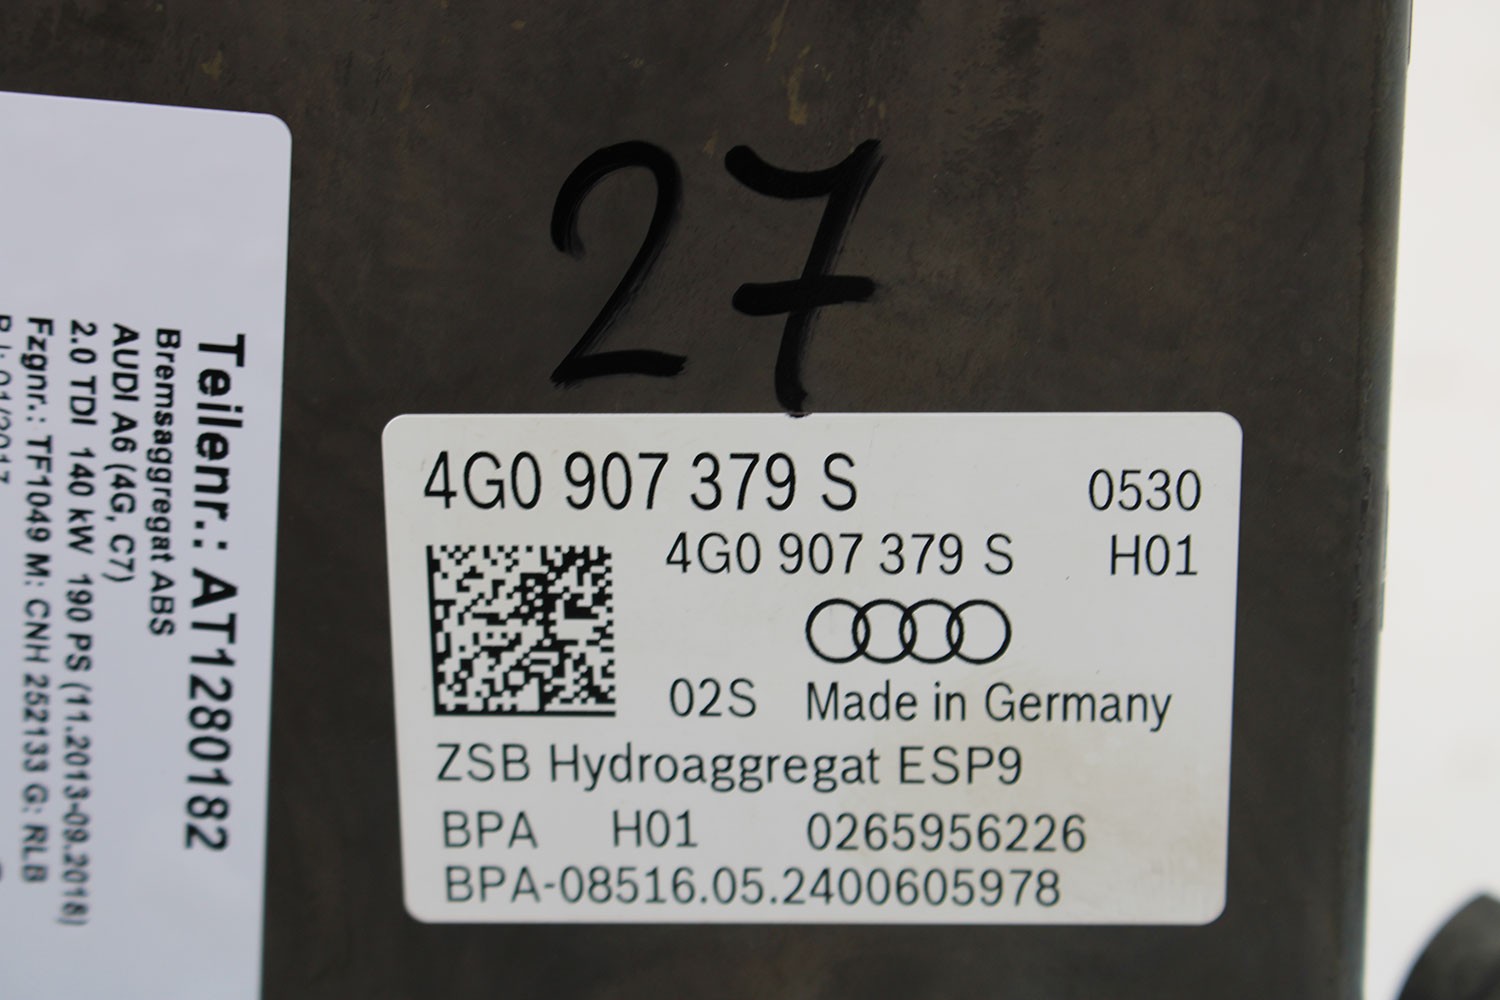 27
4G0 907 379 S 0530
4G0 907 379 S H01
02S Made in Germany
ZSB Hydroaggregat ESP9
BPA H01 0265956226
BPA-08516.05.2400605978
Teilenr.: AT1280182
Bremsaggregat ABS
AUDI A6 (4G, C7)
2.0 TDI 140 kW 190 PS (11.2013-09.2018)
Fzgnr.: TF1049 M: CNH 252133 G: RLB